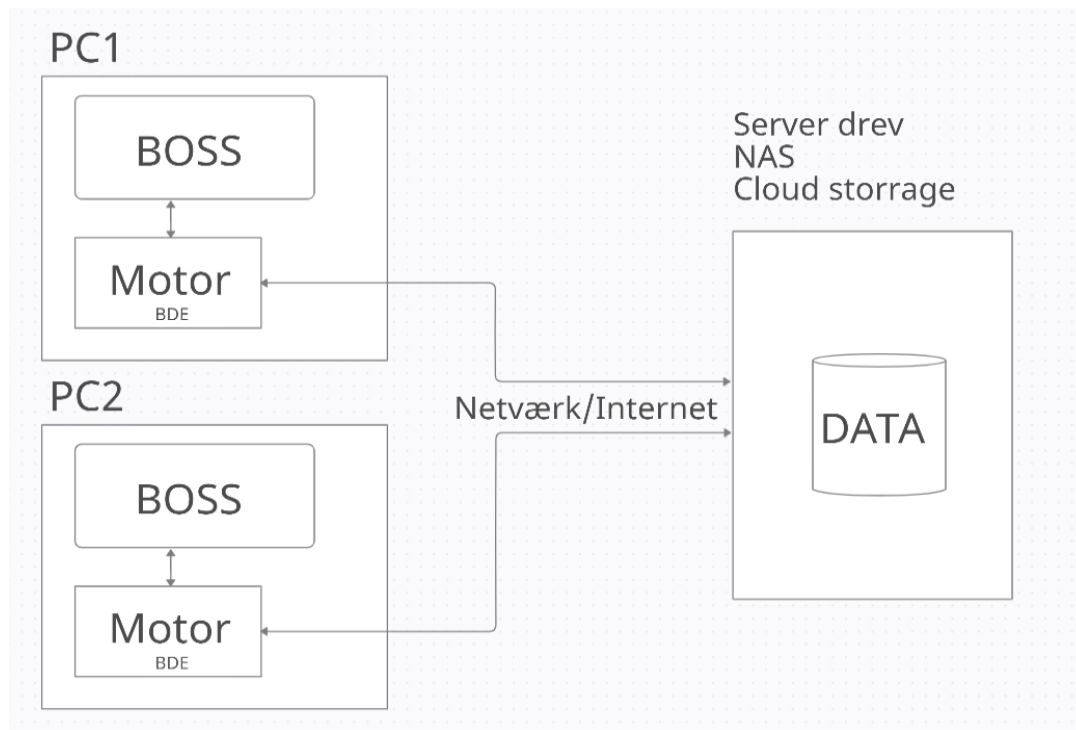 PC1
BOSS
Motor
BDE
PC2
BOSS
Motor
BDE
Netværk/Internet
Server drev
NAS
Cloud storrage
DATA